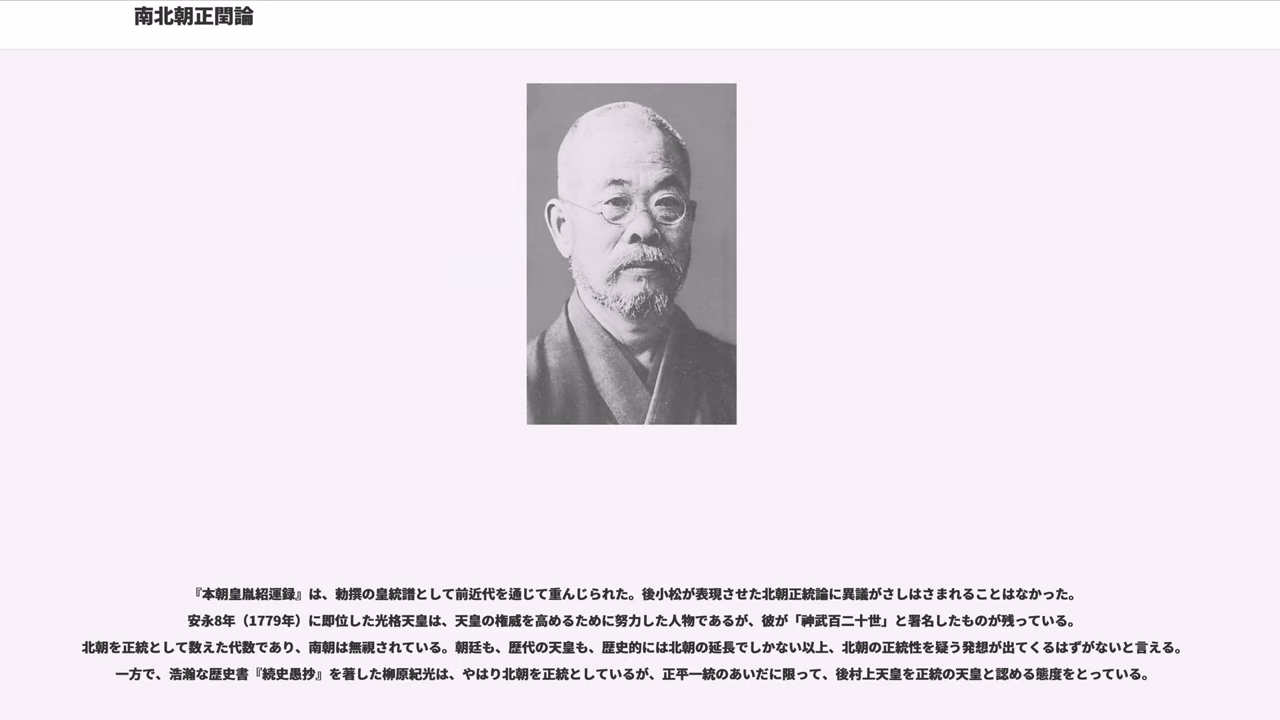 南北朝正閏論
『本朝皇胤紹運録』は、勅撰の皇統譜として前近代を通じて重んじられた。後小松が表現させた北朝正統論に異議がさしはさまれることはなかった。
安永8年（1779年）に即位した光格天皇は、天皇の権威を高めるために努力した人物であるが、彼が「神武百二十世」と署名したものが残っている。
北朝を正統として数えた代数であり、南朝は無視されている。朝廷も、歴代の天皇も、歴史的には北朝の延長でしかない以上、北朝の正統性を疑う発想が出てくるはずがないと言える。
一方で、浩瀚な歴史書『続史愚抄』を著した柳原紀光は、やはり北朝を正統としているが、正平一統のあいだに限って、後村上天皇を正統の天皇と認める態度をとっている。